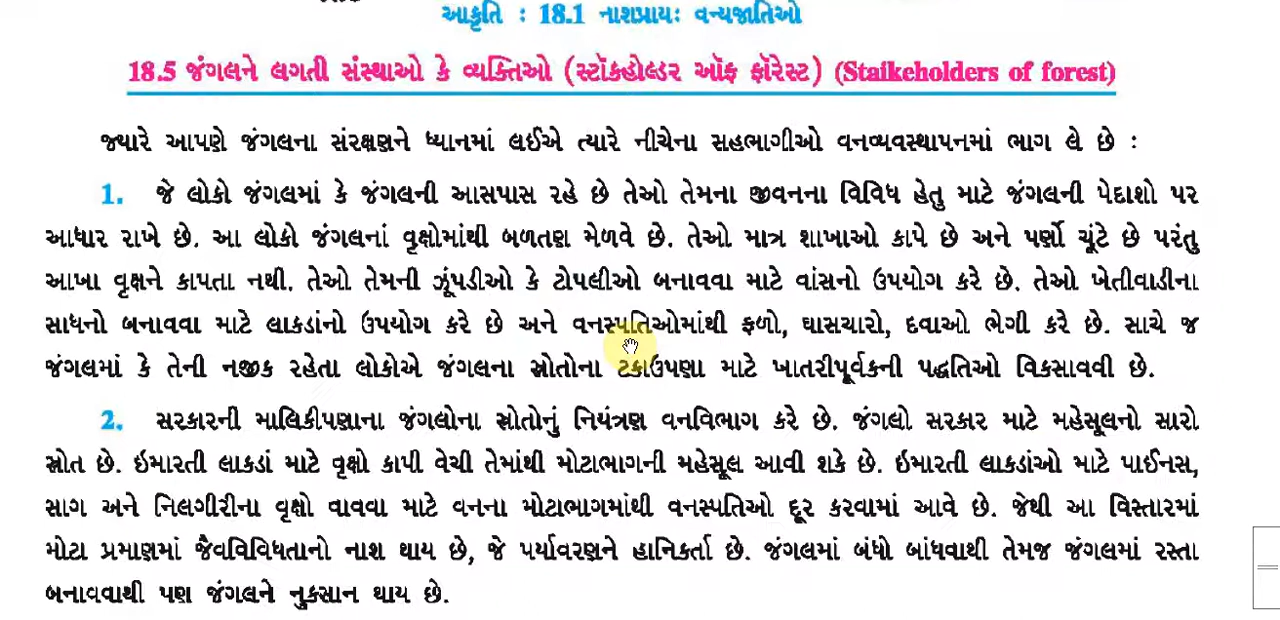 આકૃતિ : 18.1 નાશપ્રાયઃ વન્યજાતિઓ
18.5 જંગલને લગતી સંસ્થાઓ કે વ્યક્તિઓ (સ્ટૉકહોલ્ડર ઑફ ફૉરેસ્ટ) (Staikeholders of forest)
જ્યારે આપણે જંગલના સંરક્ષણને ધ્યાનમાં લઈએ ત્યારે નીચેના સહભાગીઓ વનવ્યવસ્થાપનમાં ભાગ લે છે :
1. જે લોકો જંગલમાં કે જંગલની આસપાસ રહે છે તેઓ તેમના જીવનના વિવિધ હેતુ માટે જંગલની પેદાશો પર
આધાર રાખે છે. આ લોકો જંગલનાં વૃક્ષોમાંથી બળતણ મેળવે છે. તેઓ માત્ર શાખાઓ કાપે છે અને પર્ણો ચૂંટે છે પરંતુ
આખા વૃક્ષને કાપતા નથી. તેઓ તેમની ઝૂંપડીઓ કે ટોપલીઓ બનાવવા માટે વાંસનો ઉપયોગ કરે છે. તેઓ ખેતીવાડીના
સાધનો બનાવવા માટે લાકડાંનો ઉપયોગ કરે છે અને વનસ્પતિઓમાંથી ફળો, ઘાસચારો, દવાઓ ભેગી કરે છે. સાચે જ
જંગલમાં કે તેની નજીક રહેતા લોકોએ જંગલના સ્રોતોના ટકાઉપણા માટે ખાતરીપૂર્વકની પદ્ધતિઓ વિકસાવવી છે.
2. સરકારની માલિકીપણાના જંગલોના સ્રોતોનું નિયંત્રણ વનવિભાગ કરે છે. જંગલો સરકાર માટે મહેસૂલનો સારો
સ્રોત છે. ઇમારતી લાકડાં માટે વૃક્ષો કાપી વેચી તેમાંથી મોટાભાગની મહેસૂલ આવી શકે છે. ઇમારતી લાકડાંઓ માટે પાઈનસ,
સાગ અને નિલગીરીના વૃક્ષો વાવવા માટે વનના મોટાભાગમાંથી વનસ્પતિઓ દૂર કરવામાં આવે છે. જેથી આ વિસ્તારમાં
મોટા પ્રમાણમાં જૈવવિવિધતાનો નાશ થાય છે, જે પર્યાવરણને હાનિકર્તા છે. જંગલમાં બંધો બાંધવાથી તેમજ જંગલમાં રસ્તા
બનાવવાથી પણ જંગલને નુક્સાન થાય છે.